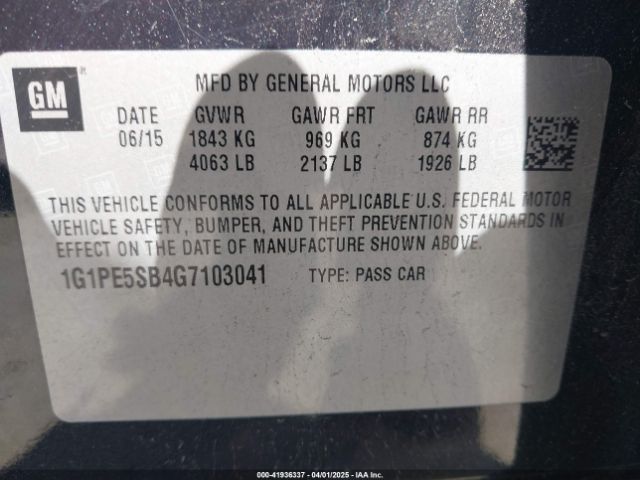 GM
MFD BY GENERAL MOTORS LLC
DATE GVWR GAWR FRT GAWR RR
06/15 1843 KG 969 KG 874 KG
4063 LB 2137 LB 1926 LB
THIS VEHICLE CONFORMS TO ALL APPLICABLE U.S. FEDERAL MOTOR
VEHICLE SAFETY, BUMPER, AND THEFT PREVENTION STANDARDS IN
EFFECT ON THE DATE OF MANUFACTURE SHOWN ABOVE.
1G1PE5SB4G7103041 TYPE: PASS CAR
000-41936337 - 04/01/2025 - IAA Inc.